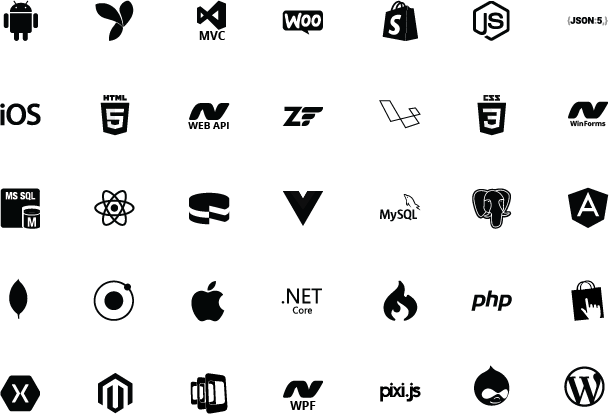 MVC
WOO
S
JS
{JSON:5,}
iOS
HTML
5
WEB API
ZF
CSS
3
WinForms
MS SQL
M
MySQL
A
.NET
Core
php
X
WPF
pixi.js
W